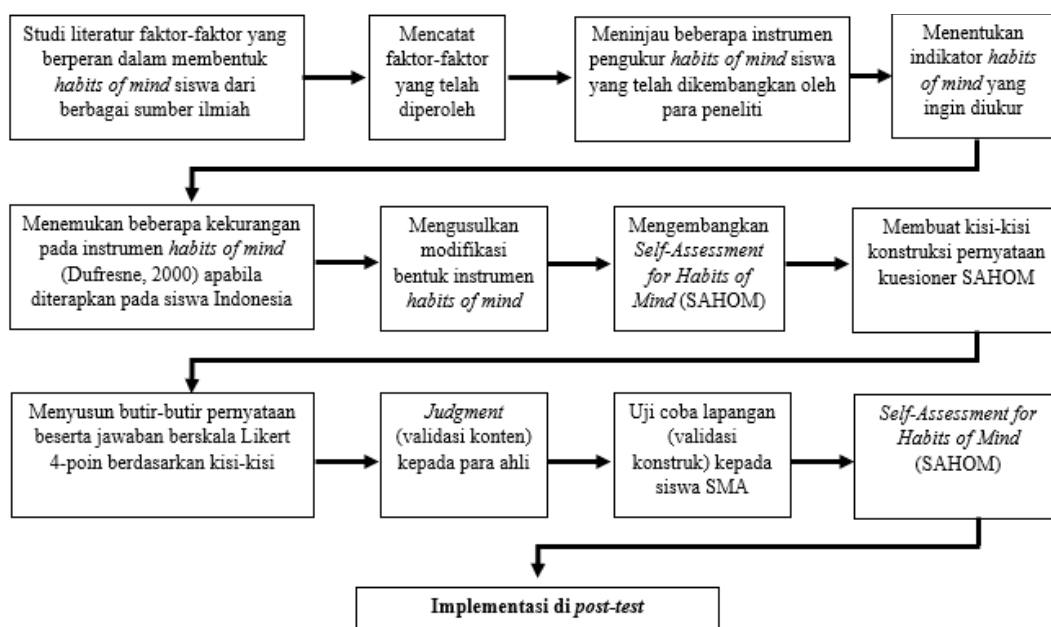 Studi literatur faktor-faktor yang
berperan dalam membentuk
habits of mind siswa dari
berbagai sumber ilmiah
Mencatat
faktor-faktor
yang telah
diperoleh
Meninjau beberapa instrumen
pengukur habits of mind siswa
yang telah dikembangkan oleh
para peneliti
Menentukan
indikator habits
of mind yang
ingin diukur
Menemukan beberapa kekurangan
pada instrumen habits of mind
(Dufresne, 2000) apabila
diterapkan pada siswa Indonesia
Mengusulkan
modifikasi
bentuk instrumen
habits of mind
Mengembangkan
Self-Assessment
for Habits of
Mind (SAHOM)
Membuat kisi-kisi
konstruksi pernyataan
kuesioner SAHOM
Menyusun butir-butir pernyataan
beserta jawaban berskala Likert
4-poin berdasarkan kisi-kisi
Judgment
(validasi konten)
kepada para ahli
Uji coba lapangan
(validasi
konstruk) kepada
siswa SMA
Self-Assessment for
Habits of Mind
(SAHOM)
Implementasi di post-test